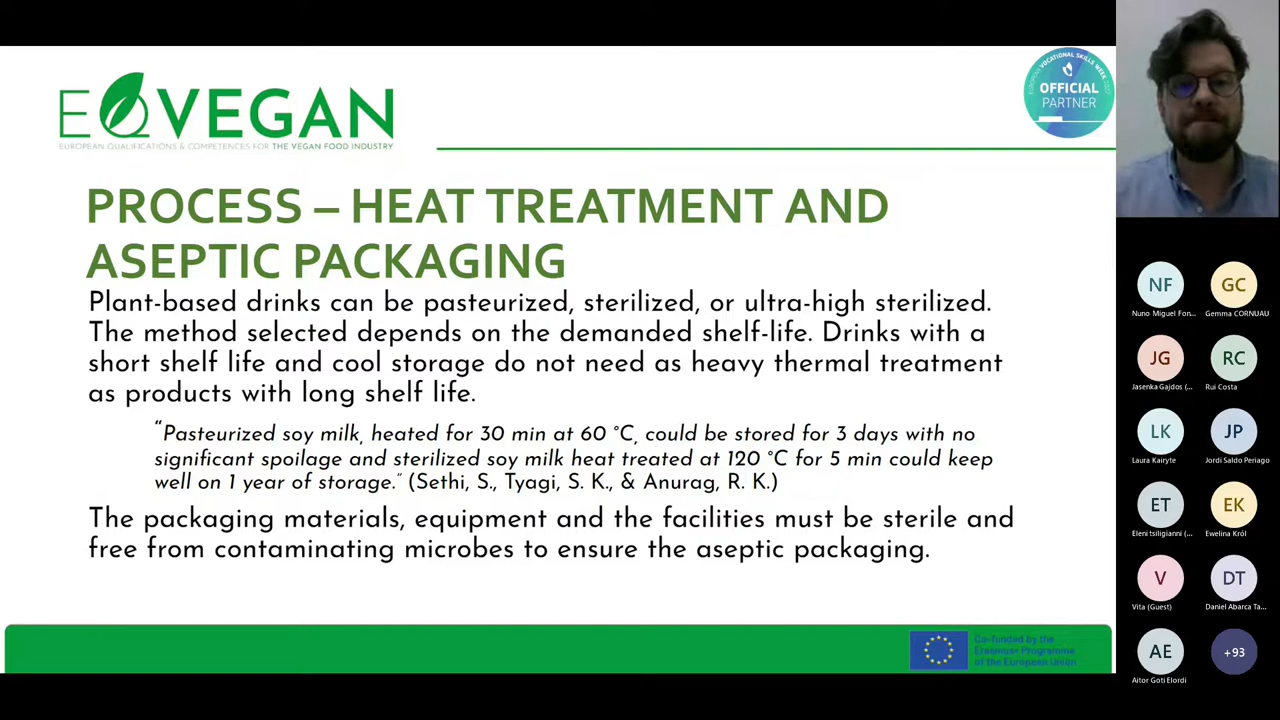 EQVEGAN
EUROPEAN QUALIFICATIONS & COMPETENCES FOR THE VEGAN FOOD INDUSTRY
EUROPEAN VOCATIONAL SKILLS WEEK
OFFICIAL
PARTNER
PROCESS – HEAT TREATMENT AND
ASEPTIC PACKAGING
Plant-based drinks can be pasteurized, sterilized, or ultra-high sterilized.
The method selected depends on the demanded shelf-life. Drinks with a
short shelf life and cool storage do not need as heavy thermal treatment
as products with long shelf life.
“Pasteurized soy milk, heated for 30 min at 60 °C, could be stored for 3 days with no
significant spoilage and sterilized soy milk heat treated at 120 °C for 5 min could keep
well on 1 year of storage.” (Sethi, S., Tyagi, S. K., & Anurag, R. K.)
The packaging materials, equipment and the facilities must be sterile and
free from contaminating microbes to ensure the aseptic packaging.
Co-funded by the
Erasmus+ Programme
of the European Union
NF
Nuno Miguel Fon...
GC
Gemma CORNUAU
JG
Jasenka Gajdos (...
RC
Rui Costa
LK
Laura Kairyte
JP
Jordi Saldo Periago
ET
Eleni tsiligianni (...
EK
Ewelina Król
V
Vita (Guest)
DT
Daniel Abarca Ta...
AE
Aitor Goti Elordi
+93